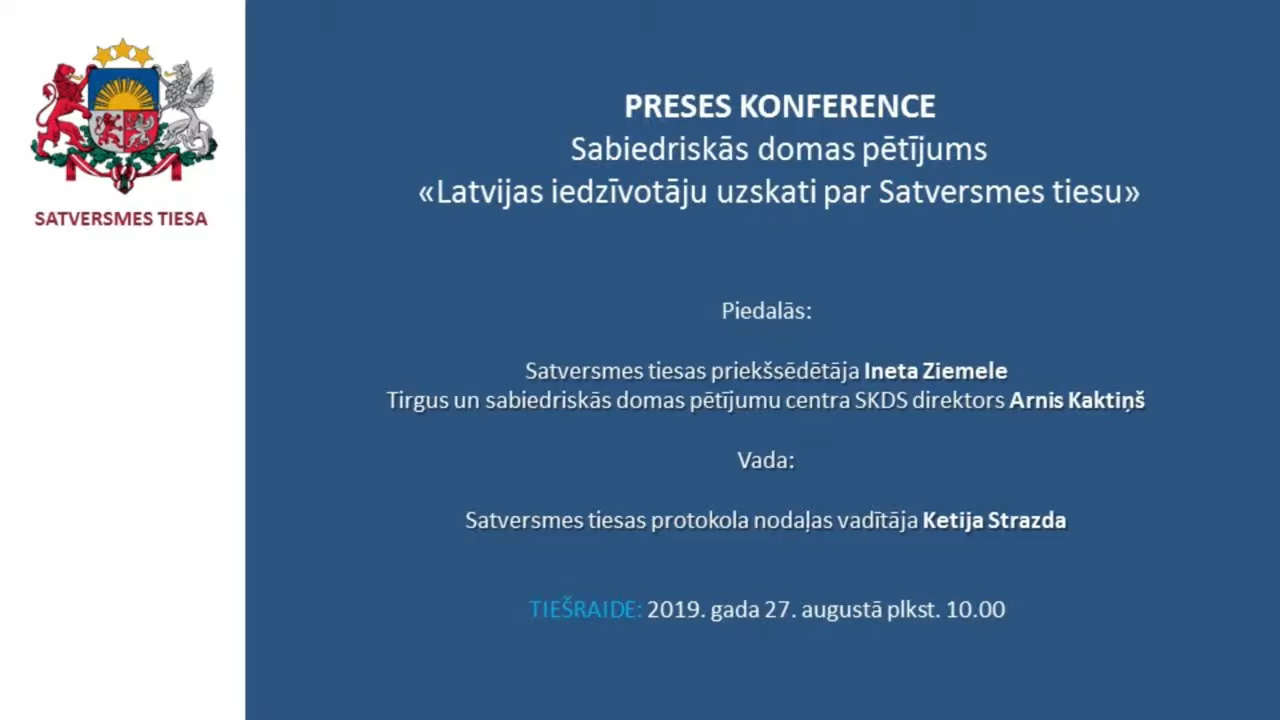 SATVERSMES TIESA
PRESES KONFERENCE
Sabiedriskās domas pētījums
«Latvijas iedzīvotāju uzskati par Satversmes tiesu»
Piedalās:
Satversmes tiesas priekšsēdētāja Ineta Ziemele
Tirgus un sabiedriskās domas pētījumu centra SKDS direktors Arnis Kaktiņš
Vada:
Satversmes tiesas protokola nodaļas vadītāja Ketija Strazda
TIEŠRAIDE: 2019. gada 27. augustā plkst. 10.00